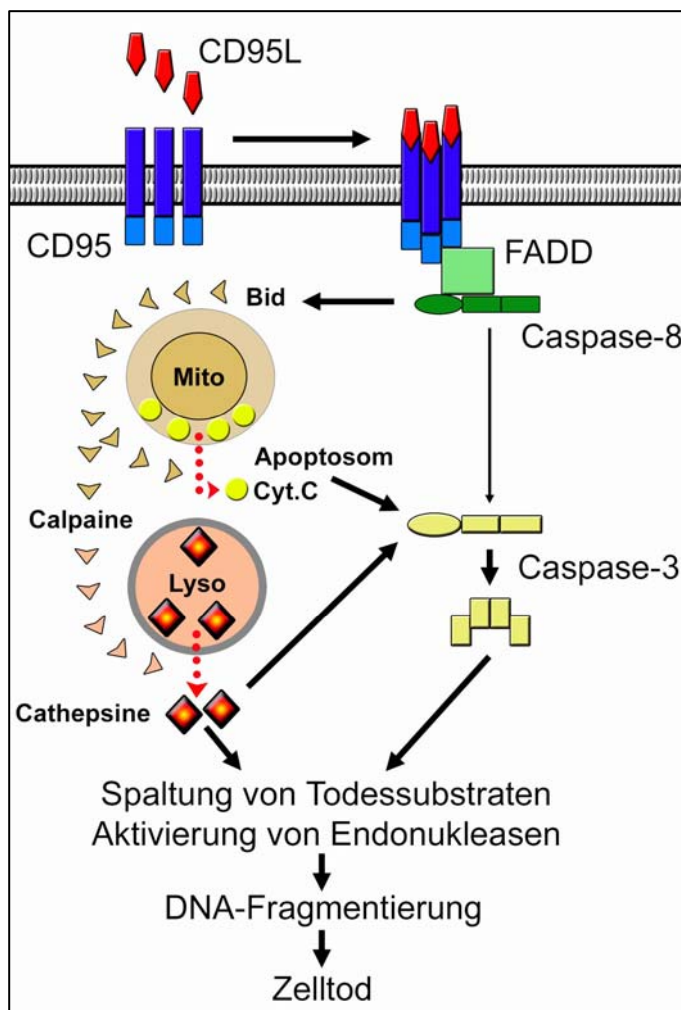 CD95L
CD95
FADD
Bid
Caspase-8
Mito
Apoptosom
Cyt.C
Calpaine
Lyso
Caspase-3
Cathepsine
Spaltung von Todessubstraten
Aktivierung von Endonukleasen
DNA-Fragmentierung
Zelltod